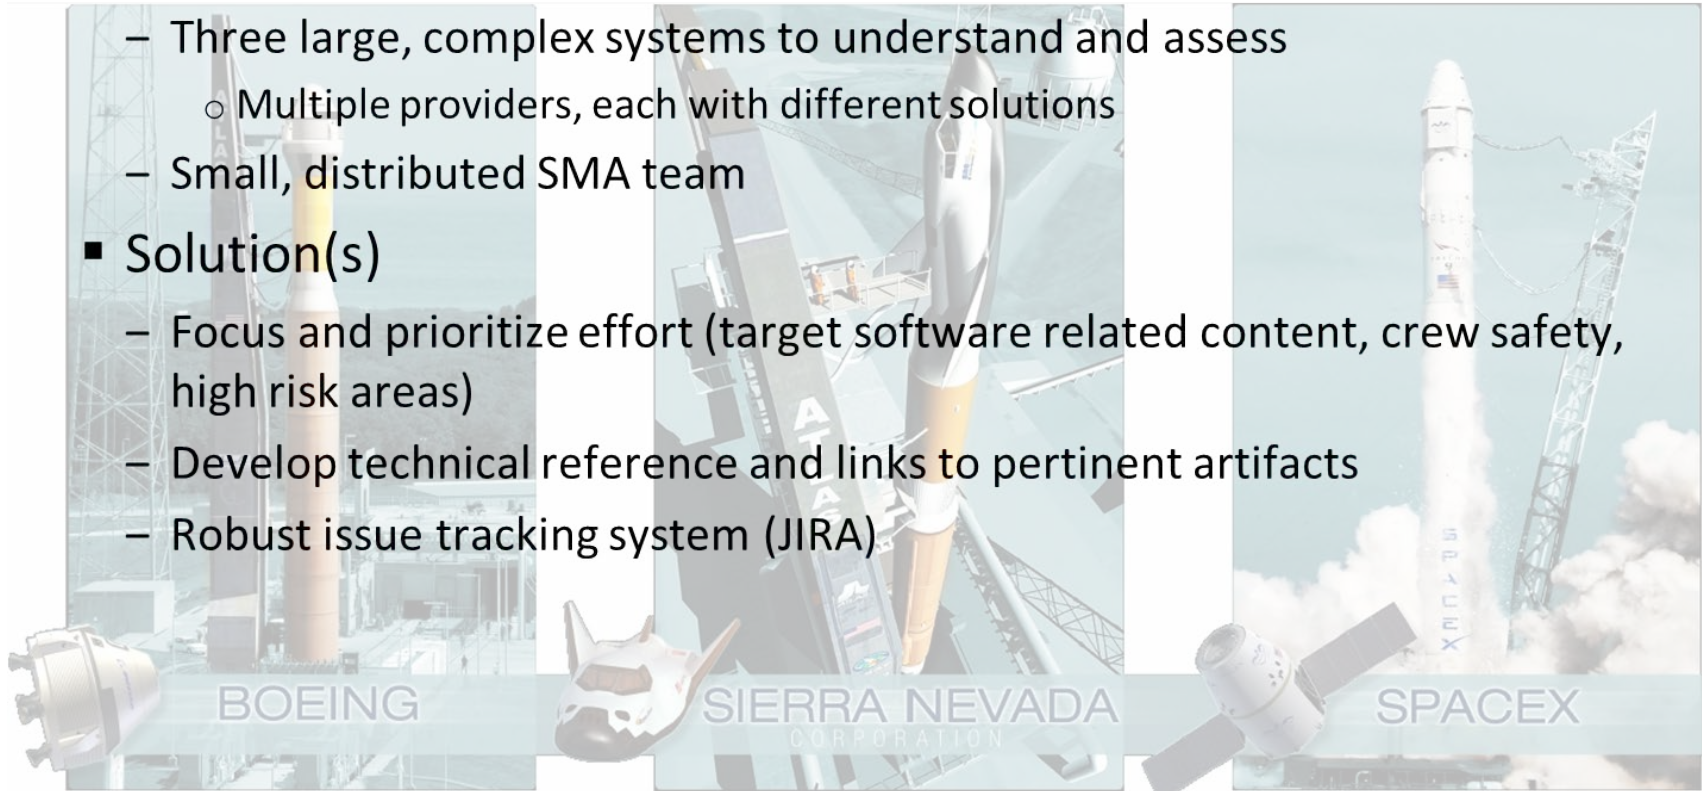 – Three large, complex systems to understand and assess
o Multiple providers, each with different solutions
– Small, distributed SMA team
▪ Solution(s)
– Focus and prioritize effort (target software related content, crew safety,
high risk areas)
– Develop technical reference and links to pertinent artifacts
– Robust issue tracking system (JIRA)
ATLAS
SPACEX
BOEING
SIERRA NEVADA
CORPORATION
SPACEX